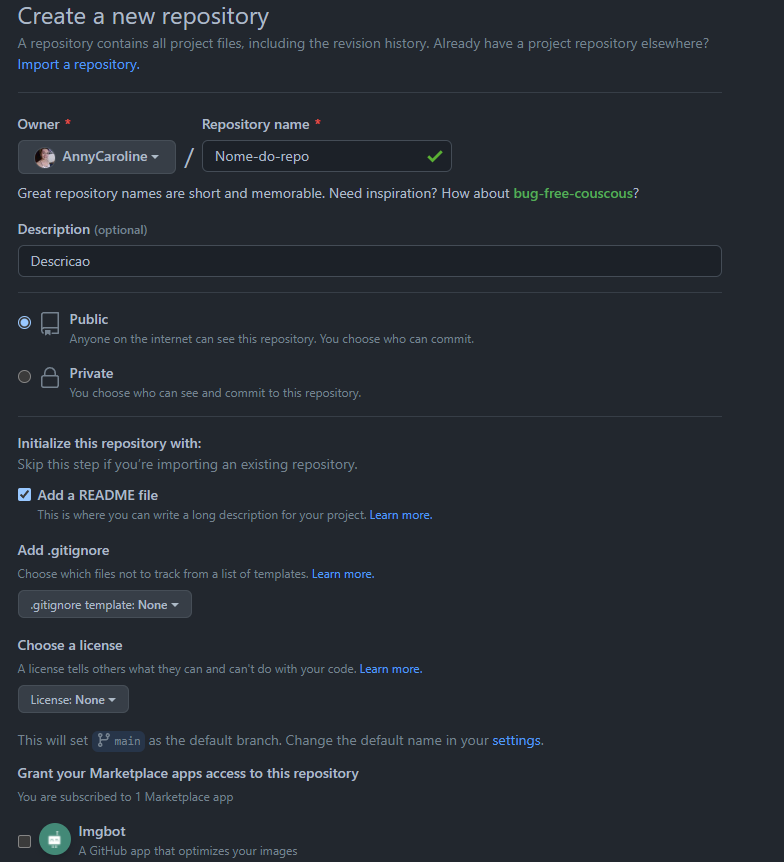 Create a new repository
A repository contains all project files, including the revision history. Already have a project repository elsewhere?
Import a repository.
Owner *
Repository name *
AnnyCaroline
/
Nome-do-repo
Great repository names are short and memorable. Need inspiration? How about bug-free-couscous?
Description (optional)
Descricao
Public
Anyone on the internet can see this repository. You choose who can commit.
Private
You choose who can see and commit to this repository.
Initialize this repository with:
Skip this step if you're importing an existing repository.
Add a README file
This is where you can write a long description for your project. Learn more.
Add .gitignore
Choose which files not to track from a list of templates. Learn more.
.gitignore template: None
Choose a license
A license tells others what they can and can't do with your code. Learn more.
License: None
This will set main as the default branch. Change the default name in your settings.
Grant your Marketplace apps access to this repository
You are subscribed to 1 Marketplace app
Imgbot
A GitHub app that optimizes your images